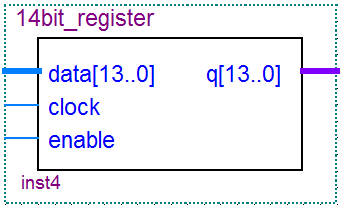 14bit_register
data[13..0] q[13..0]
clock
enable
inst4